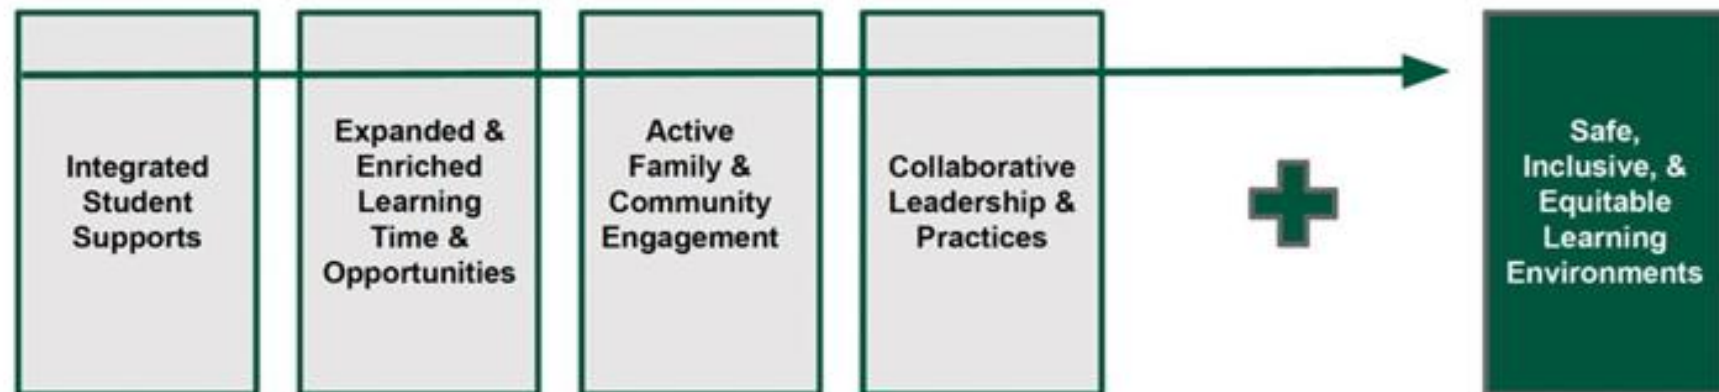 Integrated
Student
Supports
Expanded &
Enriched
Learning
Time &
Opportunities
Active
Family &
Community
Engagement
Collaborative
Leadership &
Practices
Safe,
Inclusive, &
Equitable
Learning
Environments